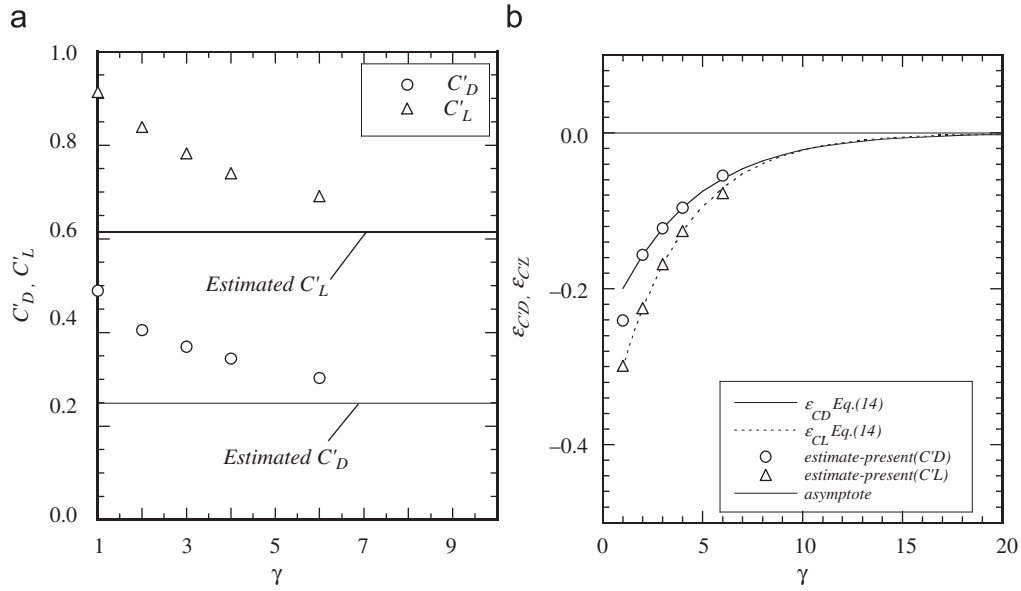 a
1.0
0.8
0.6
0.4
0.2
0.0
C'D, C'L
C'D
C'L
Estimated C'L
Estimated C'D
1 3 5 7 9
γ
b
0.0
−0.2
−0.4
εC'D, εC'L
εCD Eq.(14)
εCL Eq.(14)
estimate-present(C'D)
estimate-present(C'L)
asymptote
0 5 10 15 20
γ